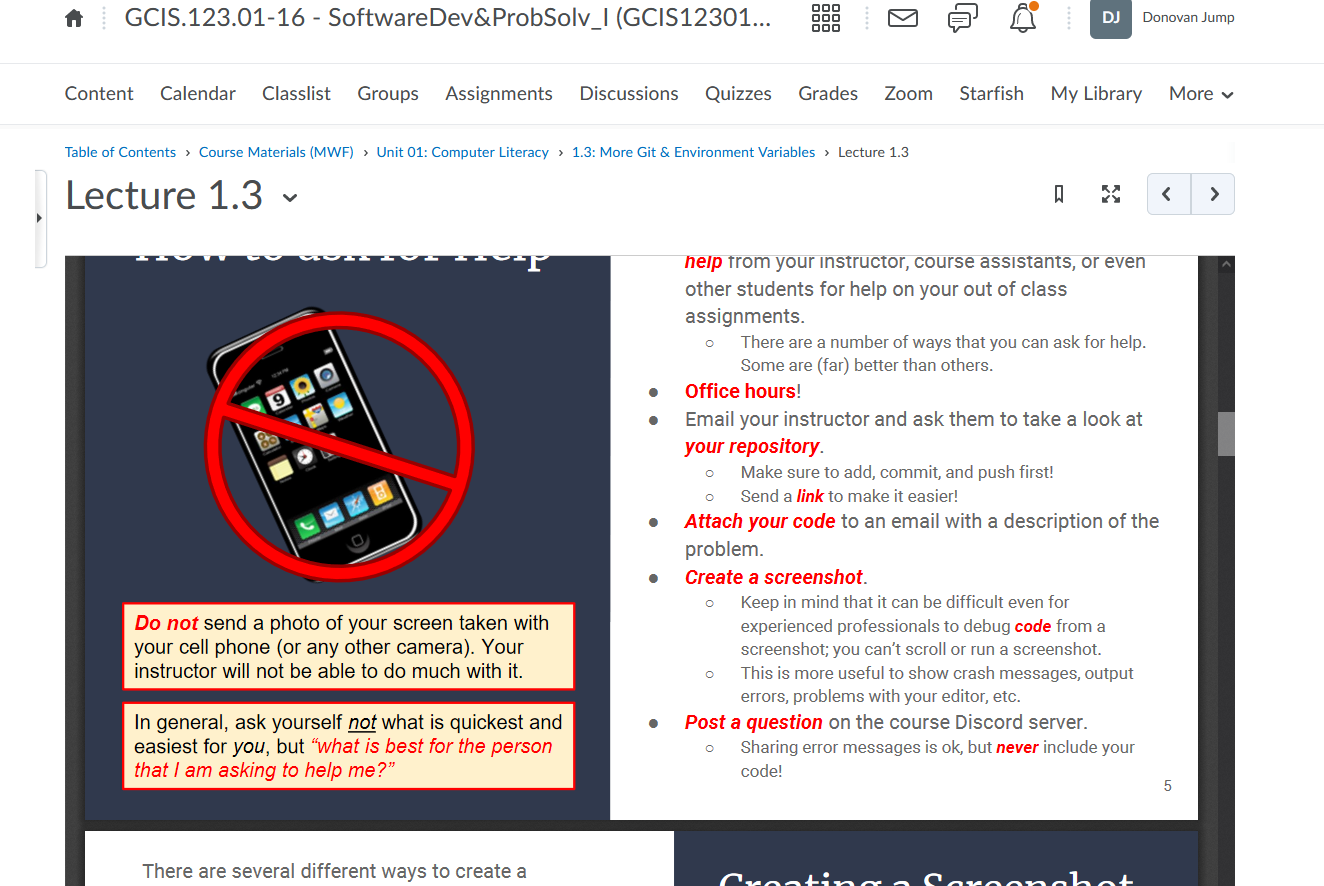 GCIS.123.01-16 - SoftwareDev&ProbSolv_I (GCIS12301...
DJ
Donovan Jump
Content Calendar Classlist Groups Assignments Discussions Quizzes Grades Zoom Starfish My Library More
Table of Contents › Course Materials (MWF) › Unit 01: Computer Literacy › 1.3: More Git & Environment Variables › Lecture 1.3
Lecture 1.3
How to ask for Help
9
Do not send a photo of your screen taken with
your cell phone (or any other camera). Your
instructor will not be able to do much with it.
In general, ask yourself not what is quickest and
easiest for you, but “what is best for the person
that I am asking to help me?”
help from your instructor, course assistants, or even
other students for help on your out of class
assignments.
○ There are a number of ways that you can ask for help.
Some are (far) better than others.
● Office hours!
● Email your instructor and ask them to take a look at
your repository.
○ Make sure to add, commit, and push first!
○ Send a link to make it easier!
● Attach your code to an email with a description of the
problem.
● Create a screenshot.
○ Keep in mind that it can be difficult even for
experienced professionals to debug code from a
screenshot; you can’t scroll or run a screenshot.
○ This is more useful to show crash messages, output
errors, problems with your editor, etc.
● Post a question on the course Discord server.
○ Sharing error messages is ok, but never include your
code!
5
There are several different ways to create a
Creating a Screenshot